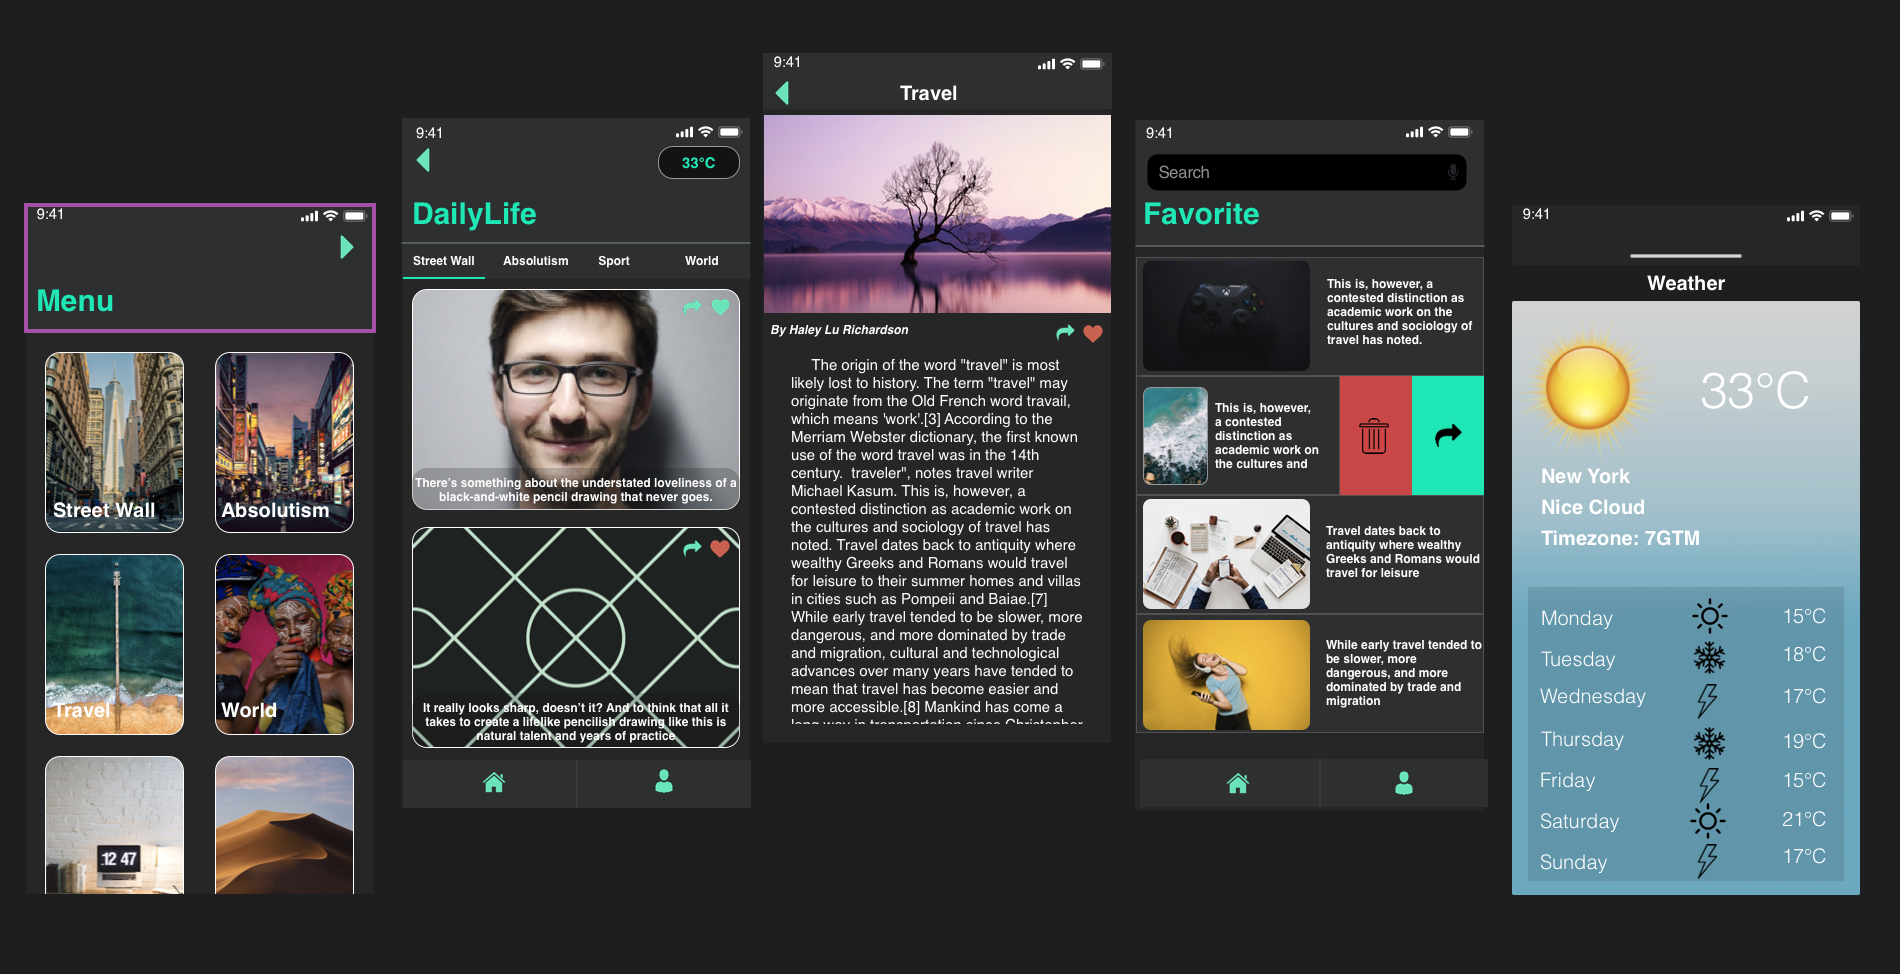 9:41
Menu
Street Wall
Absolutism
Travel
World
12 47
9:41
33°C
DailyLife
Street Wall Absolutism Sport World
There's something about the understated loveliness of a
black-and-white pencil drawing that never goes.
It really looks sharp, doesn't it? And to think that all it
takes to create a lifelike pencilish drawing like this is
natural talent and years of practice
9:41
Travel
By Haley Lu Richardson
The origin of the word "travel" is most
likely lost to history. The term "travel" may
originate from the Old French word travail,
which means 'work'.[3] According to the
Merriam Webster dictionary, the first known
use of the word travel was in the 14th
century. traveler", notes travel writer
Michael Kasum. This is, however, a
contested distinction as academic work on
the cultures and sociology of travel has
noted. Travel dates back to antiquity where
wealthy Greeks and Romans would travel
for leisure to their summer homes and villas
in cities such as Pompeii and Baiae.[7]
While early travel tended to be slower, more
dangerous, and more dominated by trade
and migration, cultural and technological
advances over many years have tended to
mean that travel has become easier and
more accessible.[8] Mankind has come a
long way in transportation since Christopher
9:41
Search
Favorite
This is, however, a
contested distinction as
academic work on the
cultures and sociology of
travel has noted.
This is, however,
a contested
distinction as
academic work on
the cultures and
Travel dates back to
antiquity where wealthy
Greeks and Romans would
travel for leisure
While early travel tended to
be slower, more
dangerous, and more
dominated by trade and
migration
9:41
Weather
33°C
New York
Nice Cloud
Timezone: 7GTM
Monday 15°C
Tuesday 18°C
Wednesday 17°C
Thursday 19°C
Friday 15°C
Saturday 21°C
Sunday 17°C